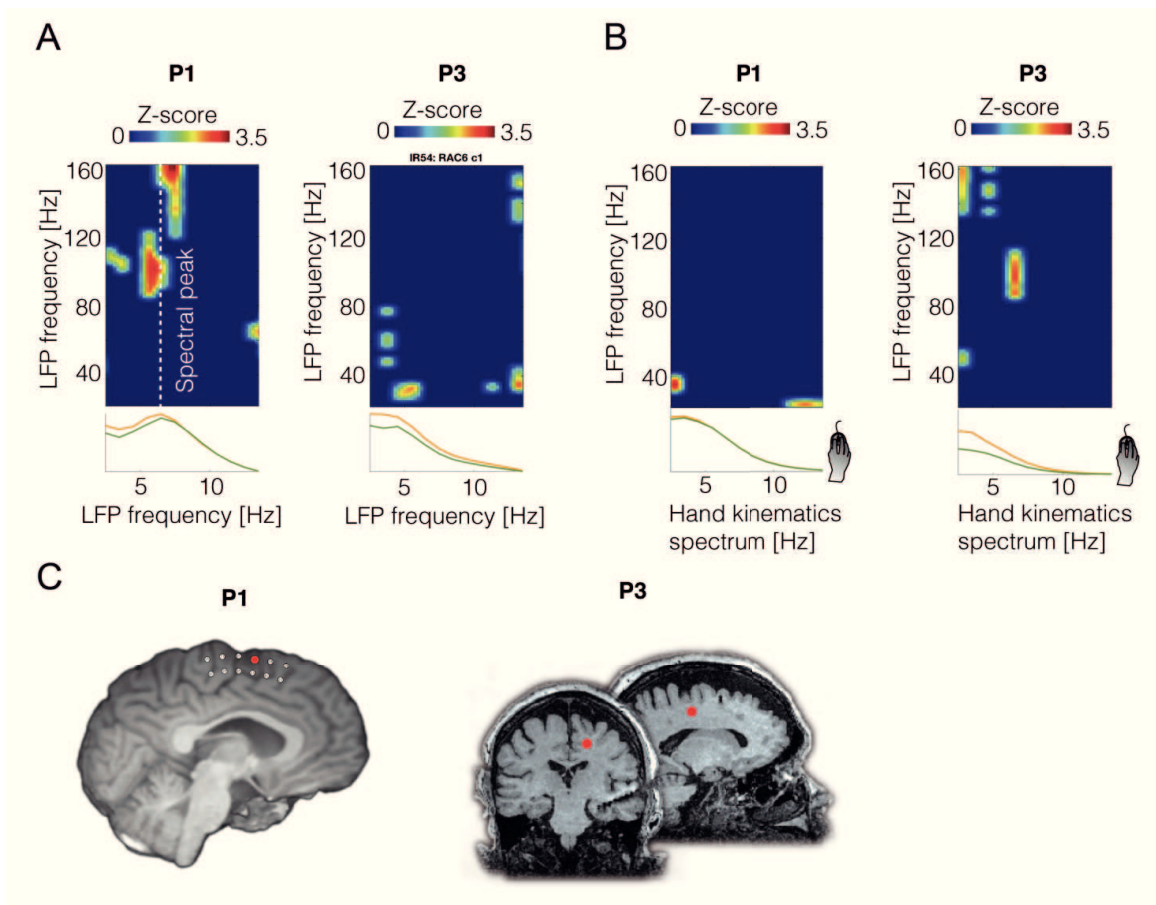 A
P1
Z-score
0 3.5
160
120
80
40
LFP frequency [Hz]
Spectral peak
5 10
LFP frequency [Hz]
P3
Z-score
0 3.5
IR54: RAC6 c1
160
120
80
40
LFP frequency [Hz]
5 10
LFP frequency [Hz]
B
P1
Z-score
0 3.5
160
120
80
40
LFP frequency [Hz]
5 10
Hand kinematics
spectrum [Hz]
P3
Z-score
0 3.5
160
120
80
40
LFP frequency [Hz]
5 10
Hand kinematics
spectrum [Hz]
C
P1
P3